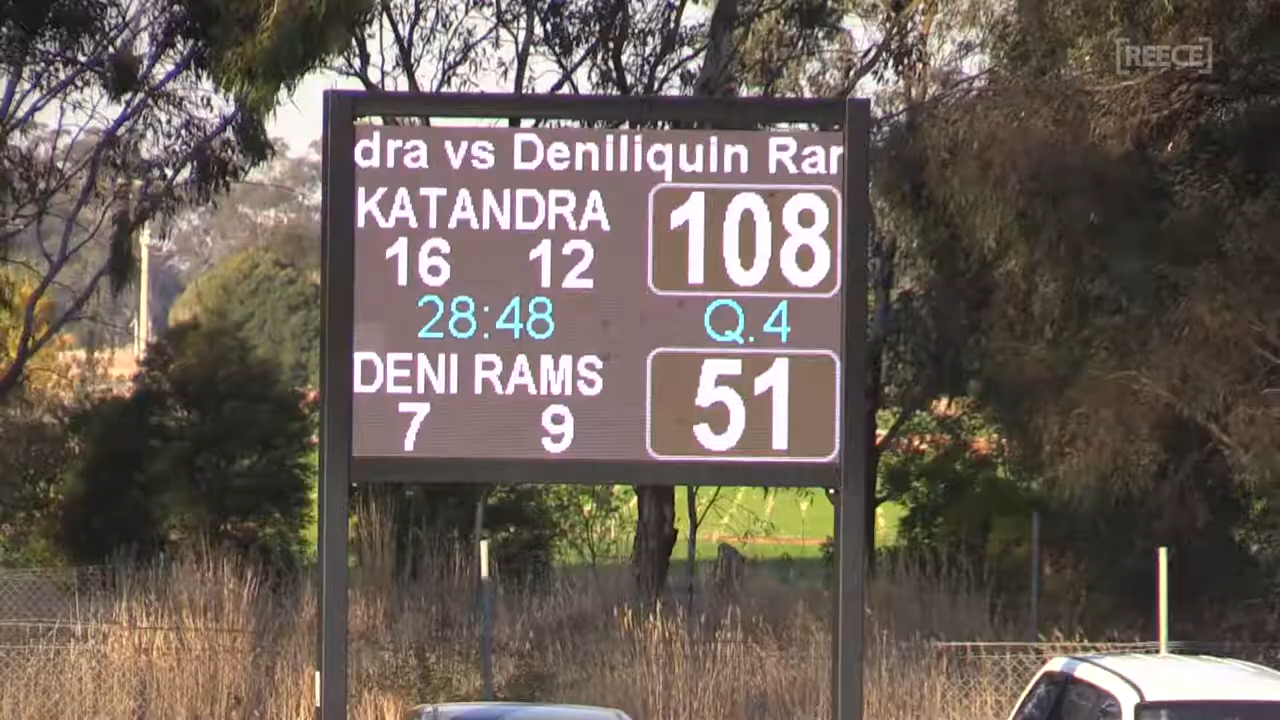 [REECE]
dra vs Deniliquin Rar
KATANDRA
16 12 108
28:48 Q.4
DENI RAMS
7 9 51